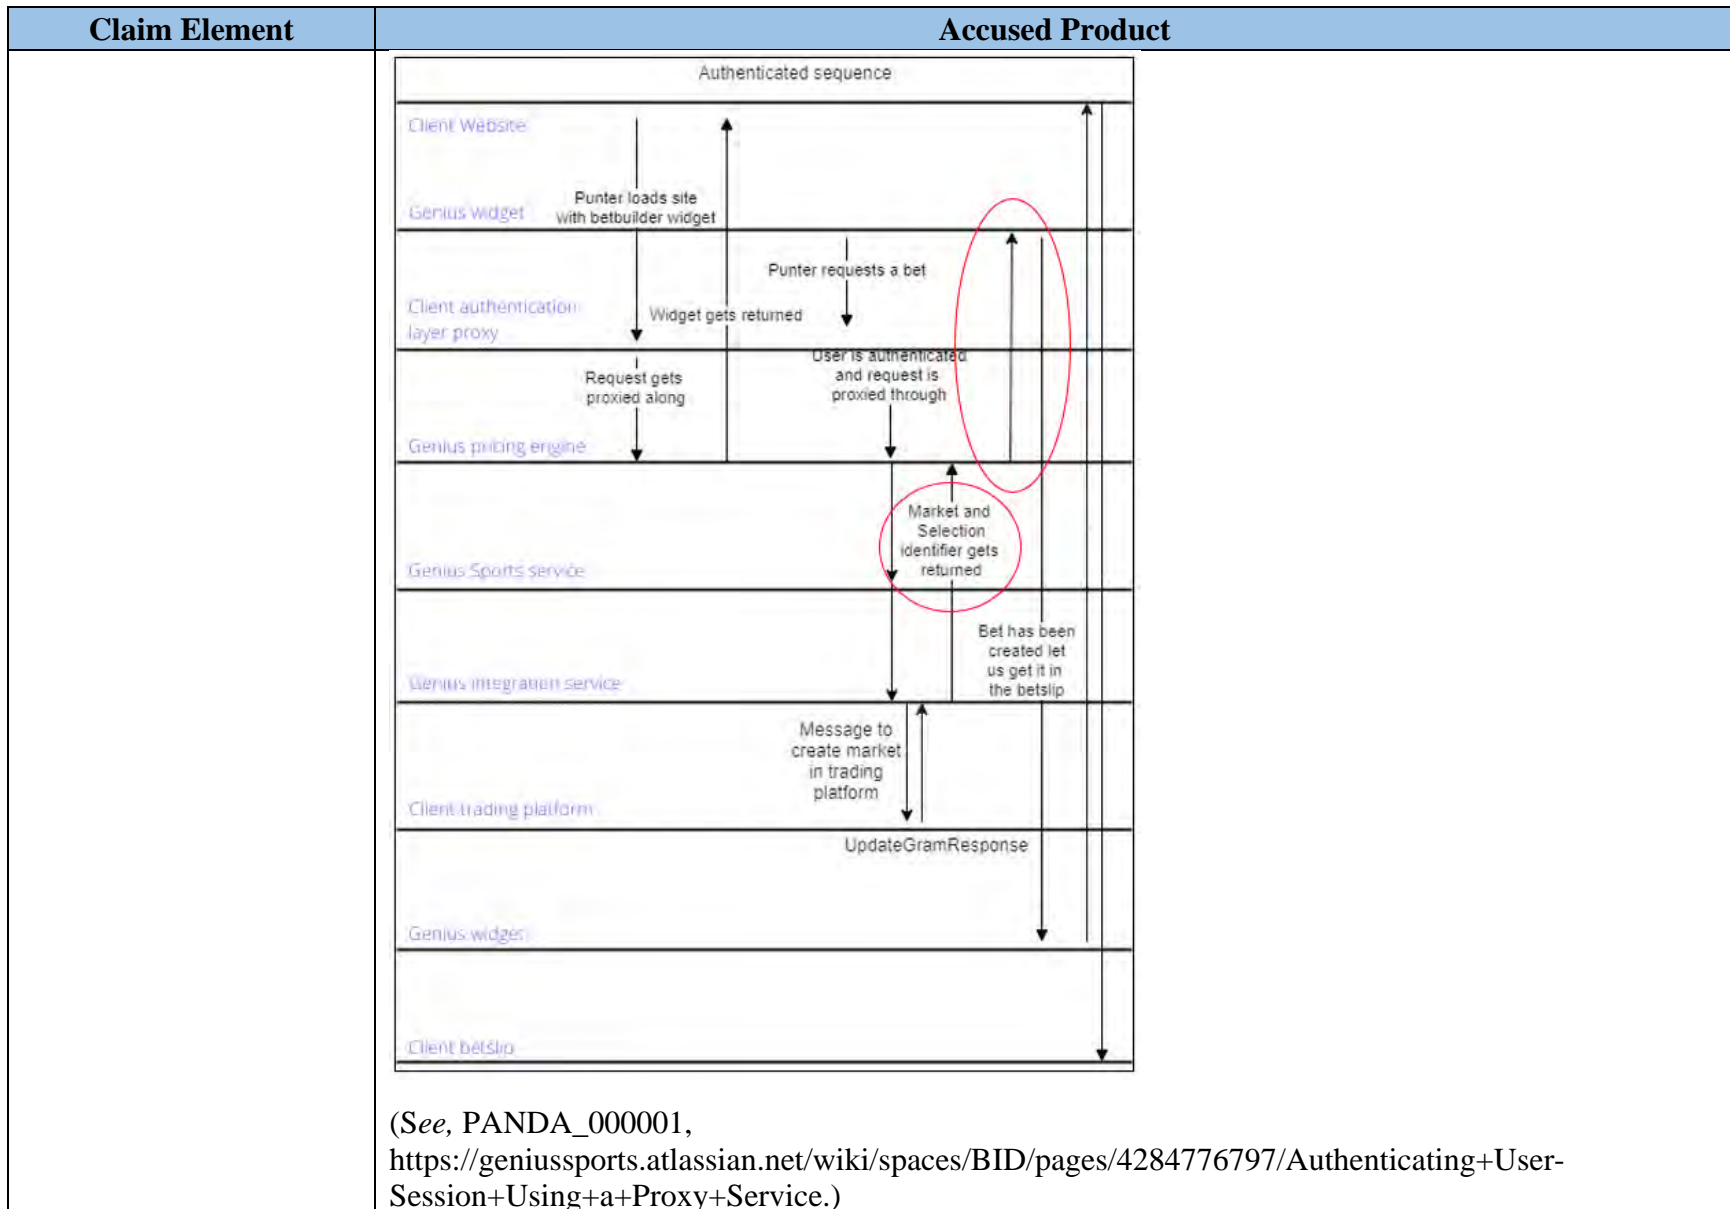 Claim Element
Accused Product
Authenticated sequence
Client Website
Punter loads site
with betbuilder widget
Genius widget
Punter requests a bet
Client authentication
layer proxy
Widget gets returned
User is authenticated
and request is
proxied through
Request gets
proxied along
Genius pricing engine
Market and
Selection
identifier gets
returned
Genius Sports service
Bet has been
created let
us get it in
the betslip
Genius integration service
Message to
create market
in trading
platform
Client trading platform
UpdateGramResponse
Genius widget
Client betslip
(See, PANDA_000001,
https://geniussports.atlassian.net/wiki/spaces/BID/pages/4284776797/Authenticating+User-
Session+Using+a+Proxy+Service.)